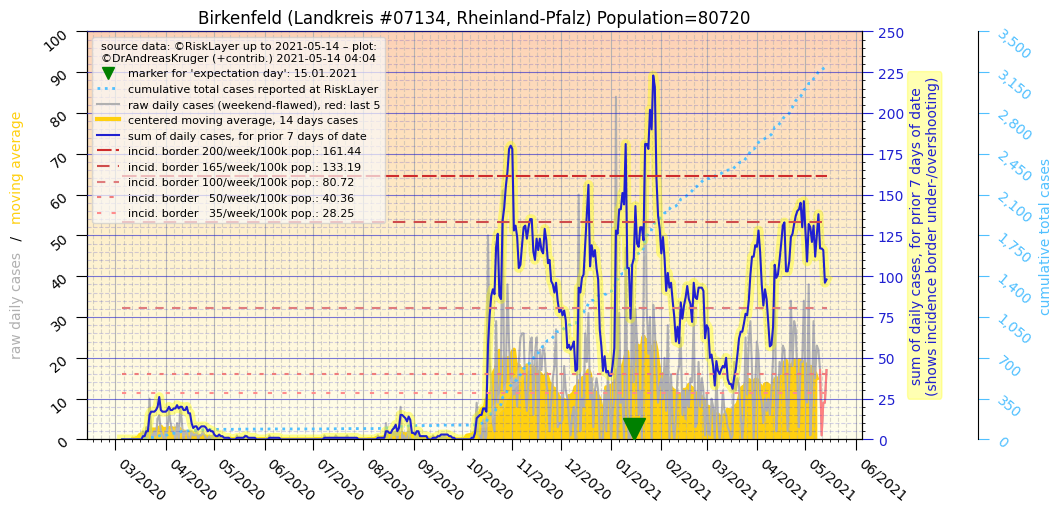 Birkenfeld (Landkreis #07134, Rheinland-Pfalz) Population=80720
source data: ©RiskLayer up to 2021-05-14 – plot:
©DrAndreasKruger (+contrib.) 2021-05-14 04:04
marker for 'expectation day': 15.01.2021
cumulative total cases reported at RiskLayer
raw daily cases (weekend-flawed), red: last 5
centered moving average, 14 days cases
sum of daily cases, for prior 7 days of date
incid. border 200/week/100k pop.: 161.44
incid. border 165/week/100k pop.: 133.19
incid. border 100/week/100k pop.: 80.72
incid. border 50/week/100k pop.: 40.36
incid. border 35/week/100k pop.: 28.25
raw daily cases / moving average
100
90
80
70
60
50
40
30
20
10
0
250
225
200
175
150
125
100
75
50
25
0
sum of daily cases, for prior 7 days of date
(shows incidence border under-/overshooting)
3,500
3,150
2,800
2,450
2,100
1,750
1,400
1,050
700
350
0
cumulative total cases
03/2020
04/2020
05/2020
06/2020
07/2020
08/2020
09/2020
10/2020
11/2020
12/2020
01/2021
02/2021
03/2021
04/2021
05/2021
06/2021